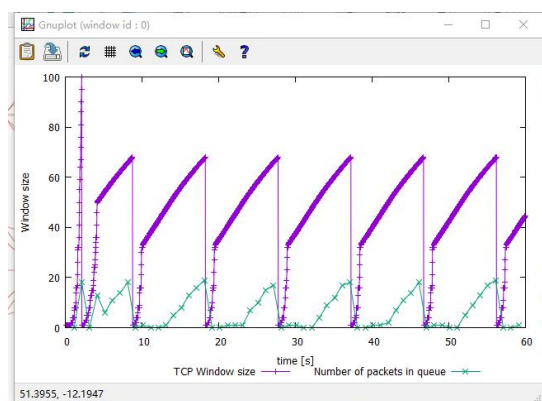 Gnuplot (window id : 0)
?
100
80
60
40
20
0
Window size
0 10 20 30 40 50 60
time [s]
TCP Window size Number of packets in queue
51.3955, -12.1947